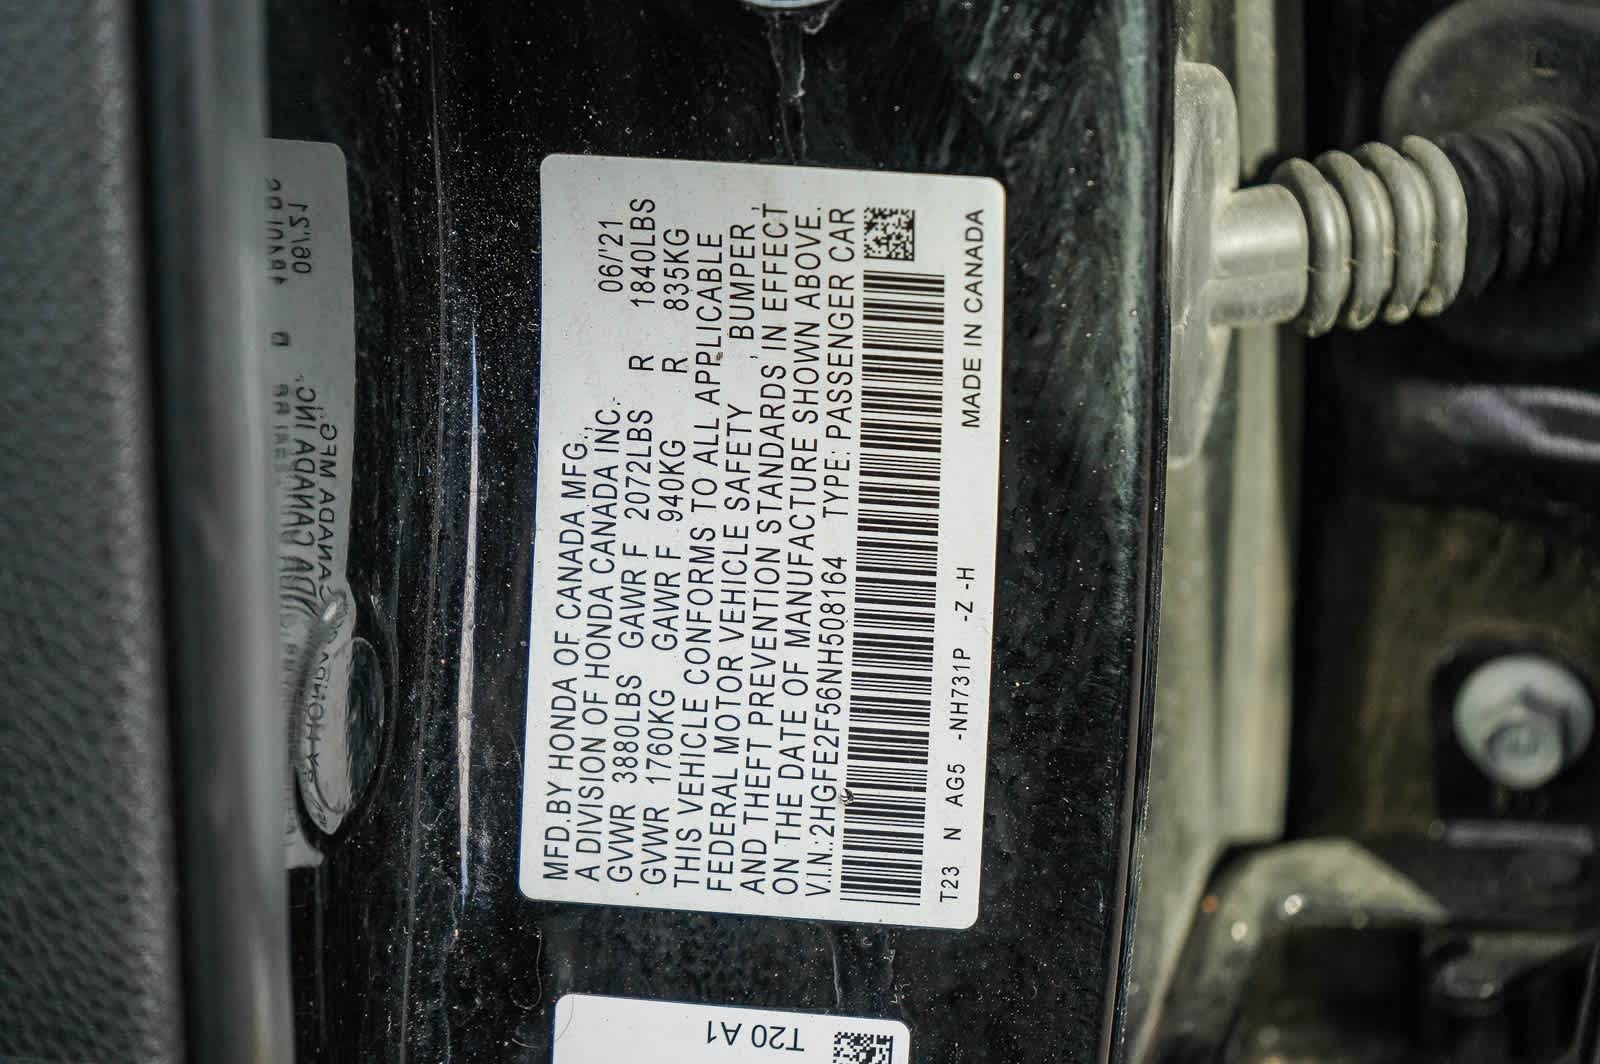 MFD.BY HONDA OF CANADA MFG.,
A DIVISION OF HONDA CANADA INC. 06/'21
GVWR 3880LBS GAWR F 2072LBS R 1840LBS
GVWR 1760KG GAWR F 940KG R 835KG
THIS VEHICLE CONFORMS TO ALL APPLICABLE
FEDERAL MOTOR VEHICLE SAFETY , BUMPER ,
AND THEFT PREVENTION STANDARDS, IN EFFECT
ON THE DATE OF MANUFACTURE SHOWN ABOVE.
V.I.N.:2HGFE2F56NH508164 TYPE: PASSENGER CAR
T23 N AG5 -NH731P -Z -H
MADE IN CANADA
T20 A1